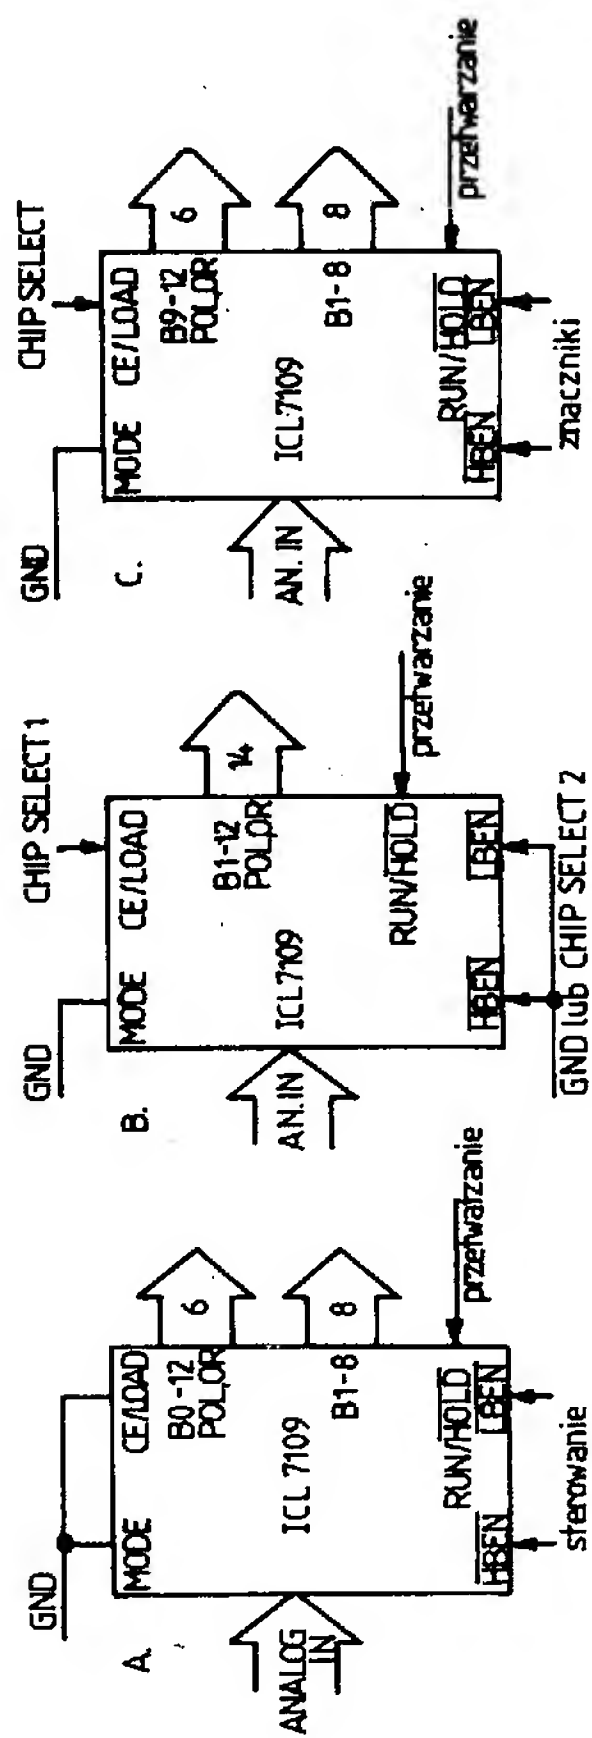 A.
GND
MODE
CE/LOAD
B0-12
POL,OR
6
ANALOG
IN
ICL 7109
B1-8
8
RUN/HOLD
HBEN
LBEN
przetwarzanie
sterowanie
B.
GND
CHIP SELECT 1
MODE
CE/LOAD
B1-12
POL,OR
14
AN.IN
ICL7109
RUN/HOLD
przetwarzanie
HBEN
LBEN
GND lub CHIP SELECT 2
C.
GND
CHIP SELECT
MODE
CE/LOAD
B9-12
POL,OR
6
AN.IN
ICL7109
B1-8
8
RUN/HOLD
HBEN
LBEN
przetwarzanie
znaczniki